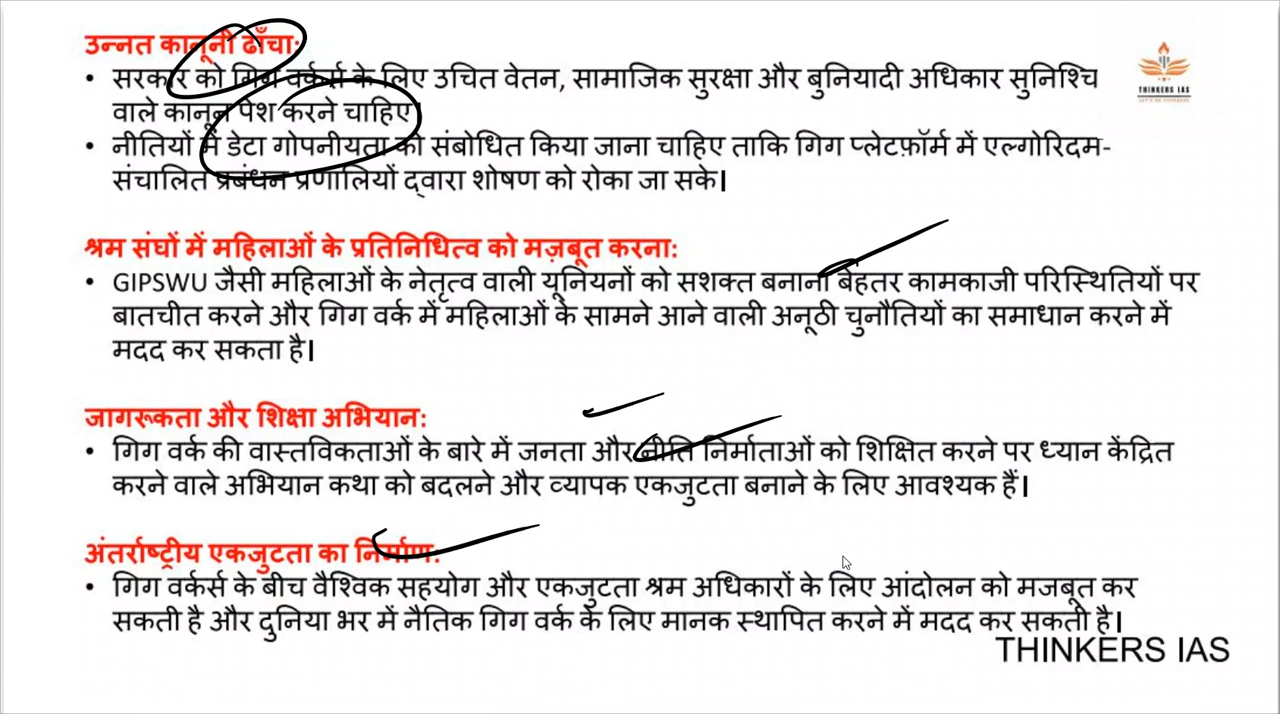 उन्नत कानूनी ढाँचा:
• सरकार को गिग वर्कर्स के लिए उचित वेतन, सामाजिक सुरक्षा और बुनियादी अधिकार सुनिश्चि
वाले कानून पेश करने चाहिए।
• नीतियों में डेटा गोपनीयता को संबोधित किया जाना चाहिए ताकि गिग प्लेटफ़ॉर्म में एल्गोरिदम-
संचालित प्रबंधन प्रणालियों द्वारा शोषण को रोका जा सके।
THINKERS IAS
LET'S BE THINKERS
श्रम संघों में महिलाओं के प्रतिनिधित्व को मज़बूत करना:
• GIPSWU जैसी महिलाओं के नेतृत्व वाली यूनियनों को सशक्त बनाना बेहतर कामकाजी परिस्थितियों पर
बातचीत करने और गिग वर्क में महिलाओं के सामने आने वाली अनूठी चुनौतियों का समाधान करने में
मदद कर सकता है।
जागरूकता और शिक्षा अभियान:
• गिग वर्क की वास्तविकताओं के बारे में जनता और नीति निर्माताओं को शिक्षित करने पर ध्यान केंद्रित
करने वाले अभियान कथा को बदलने और व्यापक एकजुटता बनाने के लिए आवश्यक हैं।
अंतर्राष्ट्रीय एकजुटता का निर्माण:
• गिग वर्कर्स के बीच वैश्विक सहयोग और एकजुटता श्रम अधिकारों के लिए आंदोलन को मजबूत कर
सकती है और दुनिया भर में नैतिक गिग वर्क के लिए मानक स्थापित करने में मदद कर सकती है।
THINKERS IAS